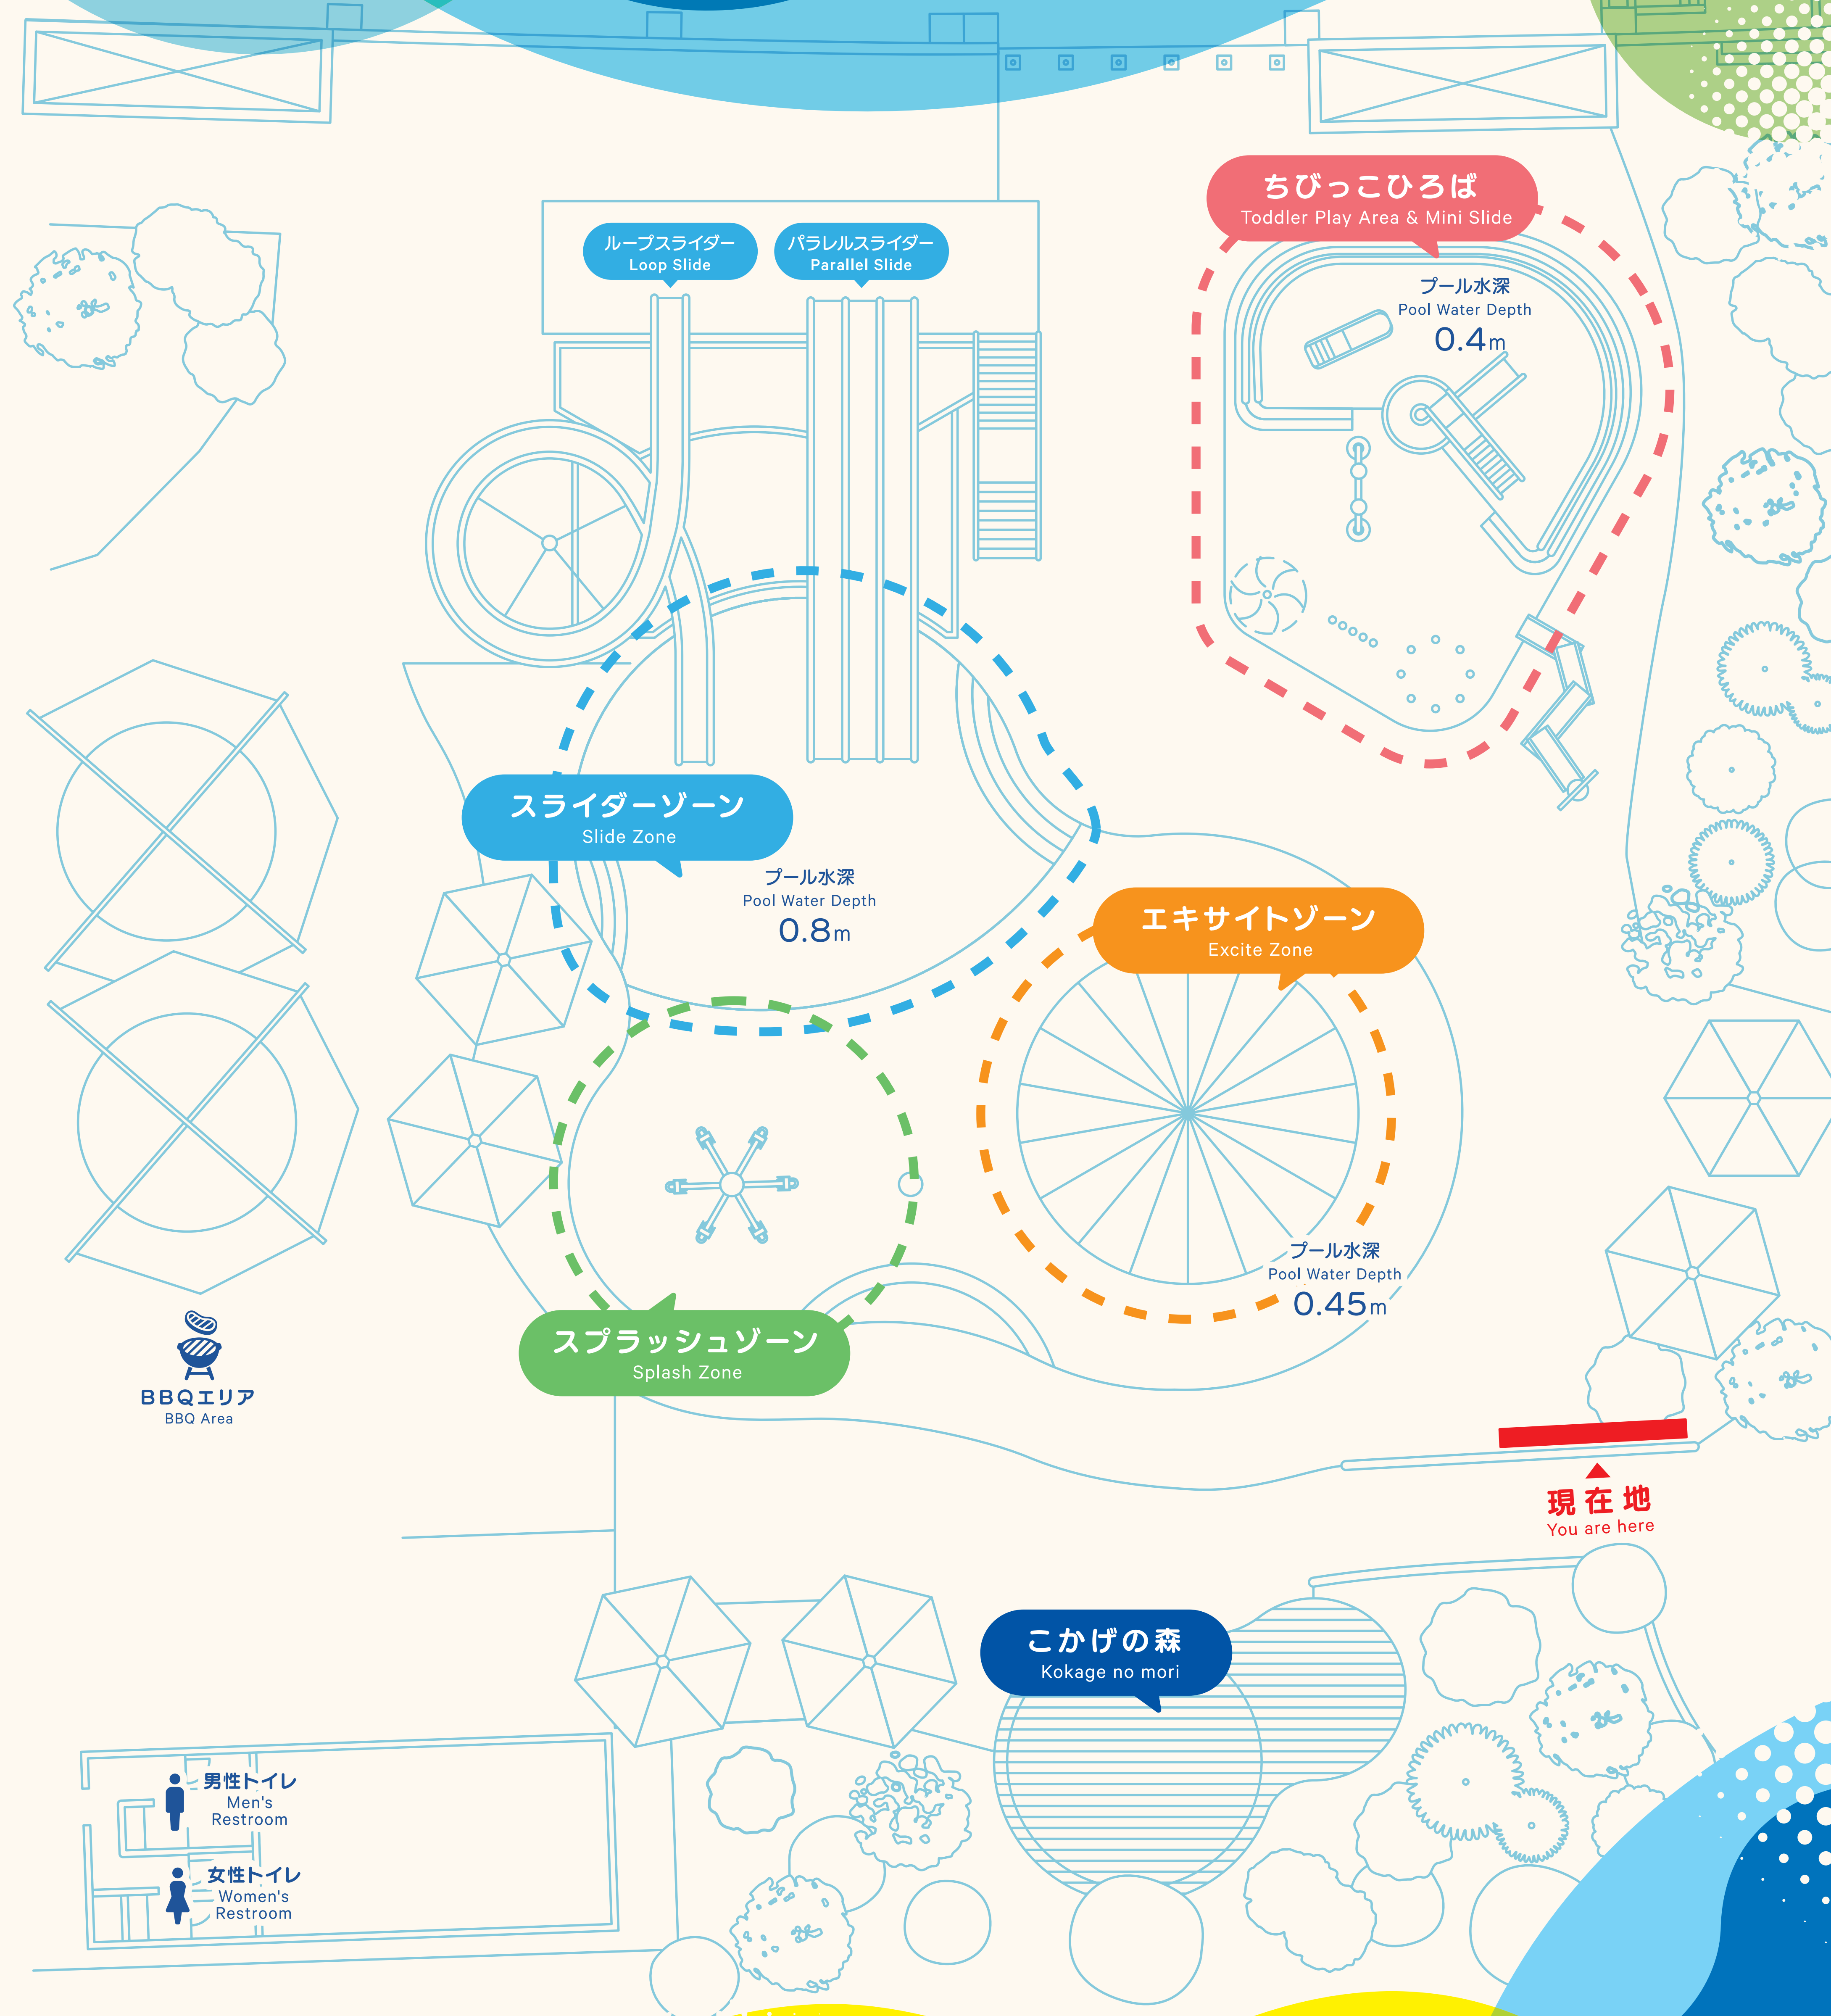 ちびっこひろば
Toddler Play Area & Mini Slide
ループスライダー
Loop Slide
パラレルスライダー
Parallel Slide
プール水深
Pool Water Depth
0.4m
スライダーゾーン
Slide Zone
プール水深
Pool Water Depth
0.8m
エキサイトゾーン
Excite Zone
プール水深
Pool Water Depth
0.45m
スプラッシュゾーン
Splash Zone
BBQエリア
BBQ Area
現在地
You are here
こかげの森
Kokage no mori
男性トイレ
Men's
Restroom
女性トイレ
Women's
Restroom